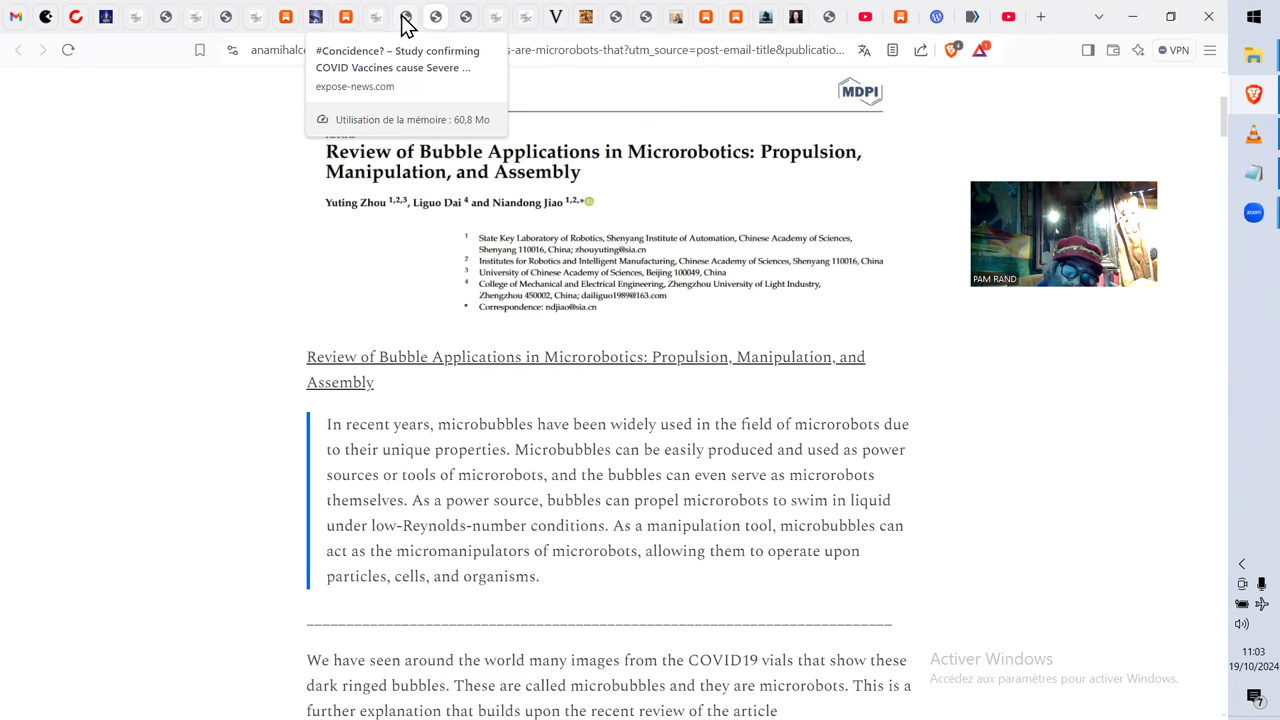 anamihalc
s-are-microrobots-that?utm_source=post-email-title&publicatio...
4
1
VPN
#Concidence? – Study confirming
COVID Vaccines cause Severe ...
expose-news.com
Utilisation de la mémoire : 60,8 Mo
MDPI
Review of Bubble Applications in Microrobotics: Propulsion,
Manipulation, and Assembly
Yuting Zhou 1,2,3, Liguo Dai 4 and Niandong Jiao 1,2,*
1 State Key Laboratory of Robotics, Shenyang Institute of Automation, Chinese Academy of Sciences,
Shenyang 110016, China; zhouyuting@sia.cn
2 Institutes for Robotics and Intelligent Manufacturing, Chinese Academy of Sciences, Shenyang 110016, China
3 University of Chinese Academy of Sciences, Beijing 100049, China
4 College of Mechanical and Electrical Engineering, Zhengzhou University of Light Industry,
Zhengzhou 450002, China; dailiguo1989@163.com
* Correspondence: ndjiao@sia.cn
PAM RAND
zoom
Review of Bubble Applications in Microrobotics: Propulsion, Manipulation, and
Assembly
In recent years, microbubbles have been widely used in the field of microrobots due
to their unique properties. Microbubbles can be easily produced and used as power
sources or tools of microrobots, and the bubbles can even serve as microrobots
themselves. As a power source, bubbles can propel microrobots to swim in liquid
under low-Reynolds-number conditions. As a manipulation tool, microbubbles can
act as the micromanipulators of microrobots, allowing them to operate upon
particles, cells, and organisms.
We have seen around the world many images from the COVID19 vials that show these
dark ringed bubbles. These are called microbubbles and they are microrobots. This is a
further explanation that builds upon the recent review of the article
Activer Windows
Accédez aux paramètres pour activer Windows.
11:03
19/10/2024
7